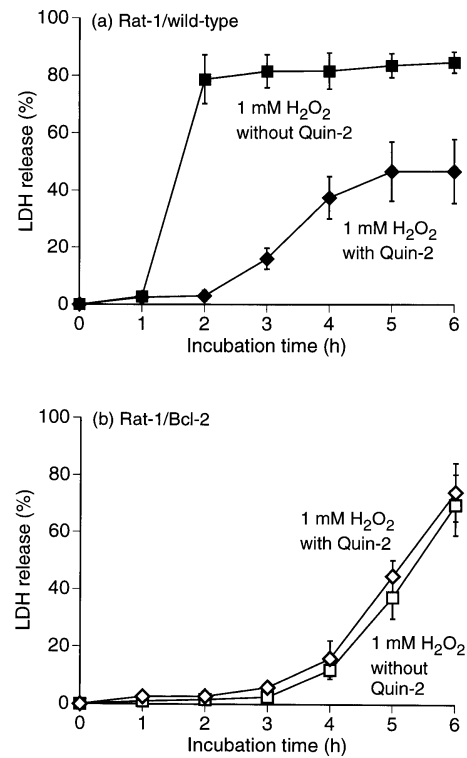 (a) Rat-1/wild-type
LDH release (%)
100
80
60
40
20
0
1 mM H₂O₂
without Quin-2
1 mM H₂O₂
with Quin-2
0 1 2 3 4 5 6
Incubation time (h)
(b) Rat-1/Bcl-2
LDH release (%)
100
80
60
40
20
0
1 mM H₂O₂
with Quin-2
1 mM H₂O₂
without
Quin-2
0 1 2 3 4 5 6
Incubation time (h)